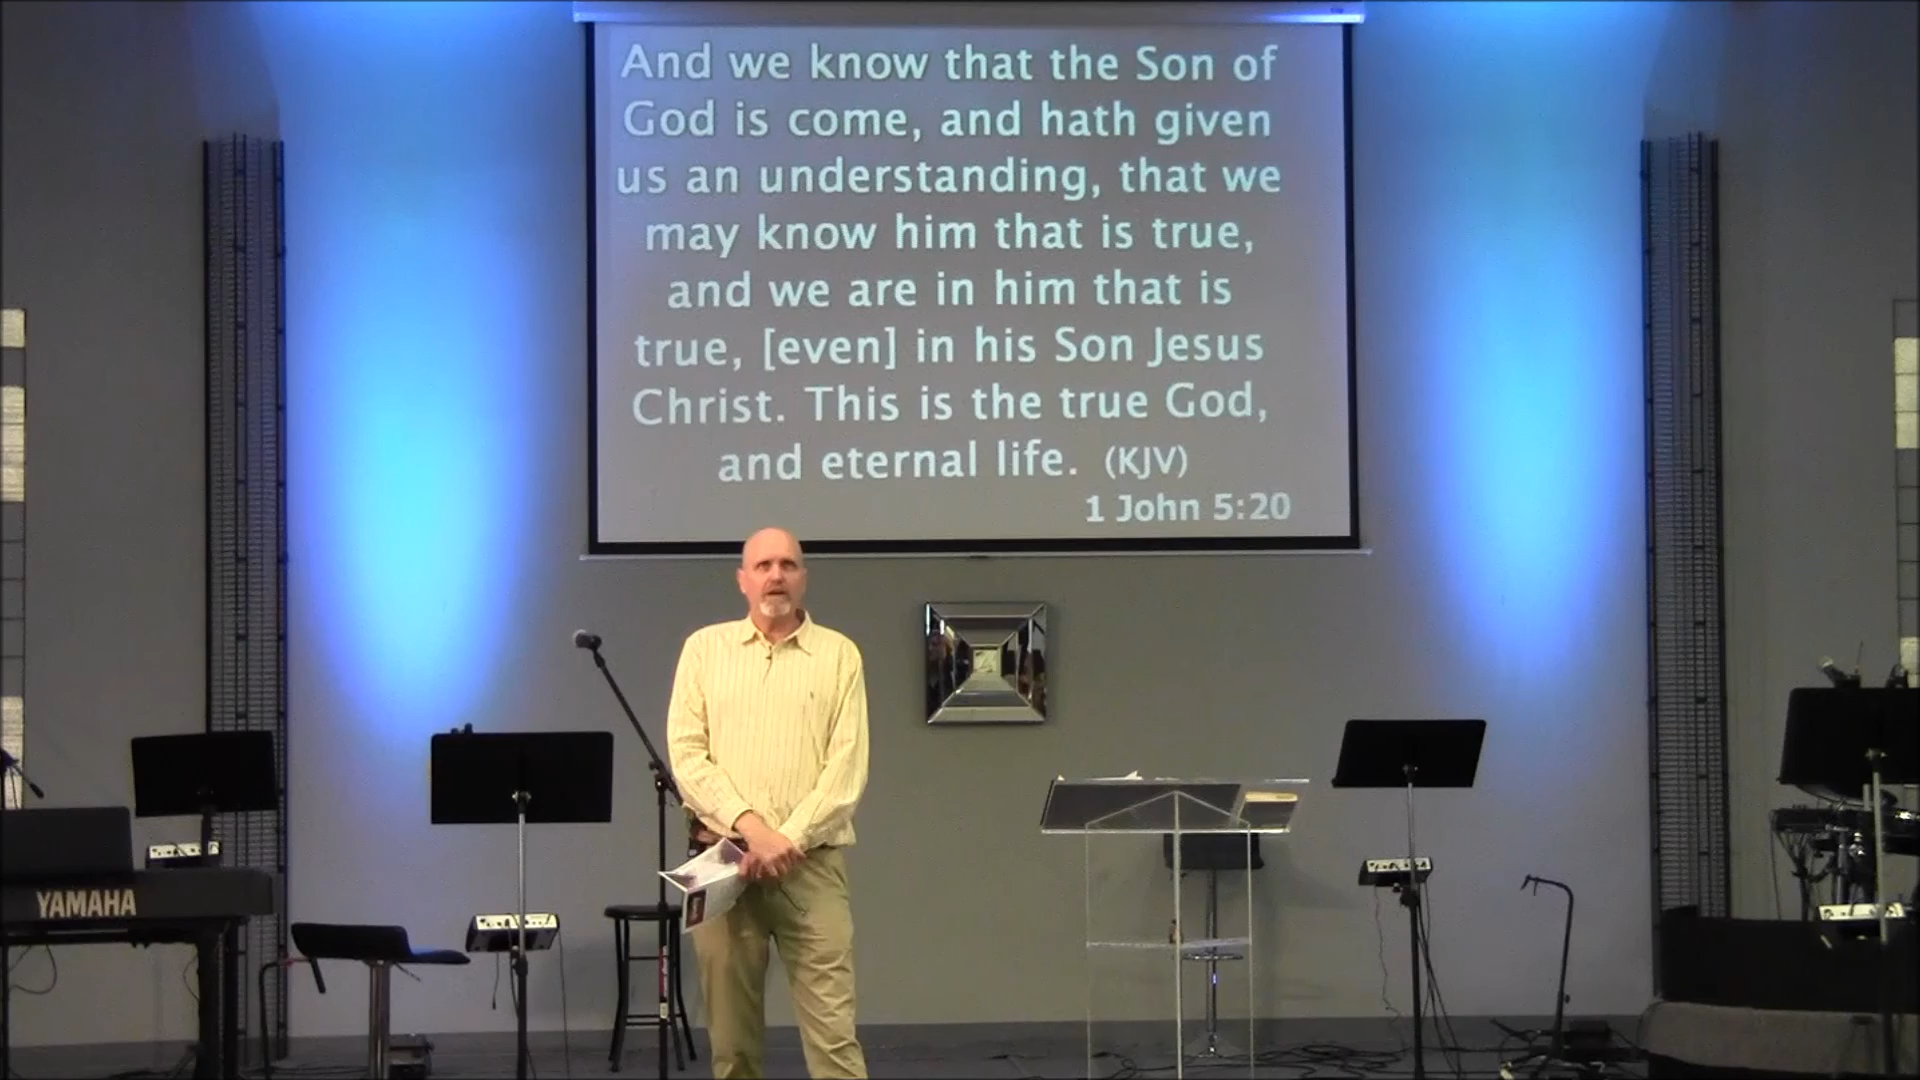 And we know that the Son of
God is come, and hath given
us an understanding, that we
may know him that is true,
and we are in him that is
true, [even] in his Son Jesus
Christ. This is the true God,
and eternal life. (KJV)
1 John 5:20
YAMAHA